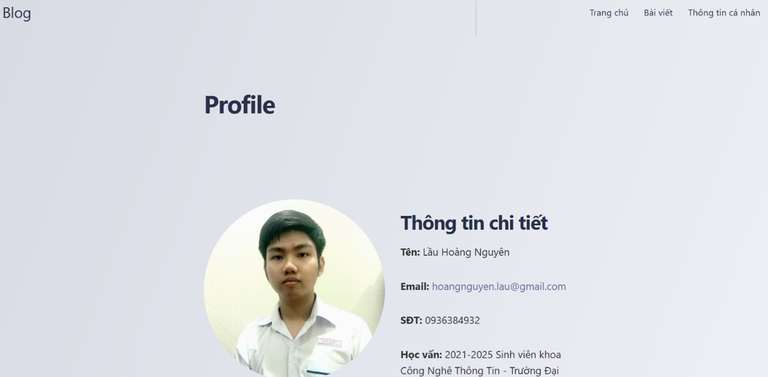 Blog
Trang chủ Bài viết Thông tin cá nhân
Profile
Thông tin chi tiết
Tên: Lầu Hoàng Nguyên
Email: hoangnguyen.lau@gmail.com
SĐT: 0936384932
Học vấn: 2021-2025 Sinh viên khoa
Công Nghệ Thông Tin - Trường Đại